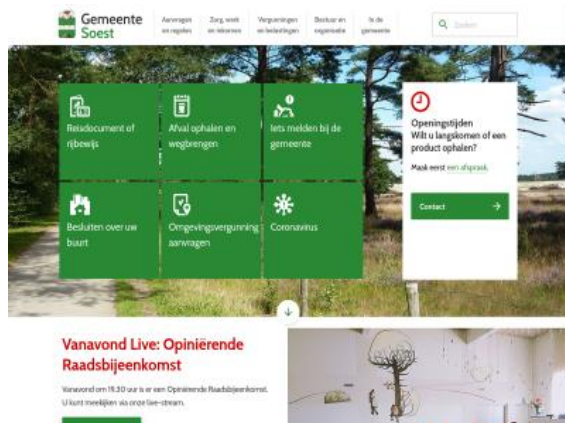 Gemeente
Soest
Aanvragen
en regelen
Zorg, werk
en inkomen
Vergunningen
en belastingen
Bestuur en
organisatie
In de
gemeente
Zoeken
Reisdocument of
rijbewijs
Afval ophalen en
wegbrengen
Iets melden bij de
gemeente
Besluiten over uw
buurt
Omgevingsvergunning
aanvragen
Coronavirus
Openingstijden
Wilt u langskomen of een
product ophalen?
Maak eerst een afspraak.
Contact
Vanavond Live: Opiniërende
Raadsbijeenkomst
Vanavond om 19.30 uur is er een Opiniërende Raadsbijeenkomst.
U kunt meekijken via onze live-stream.